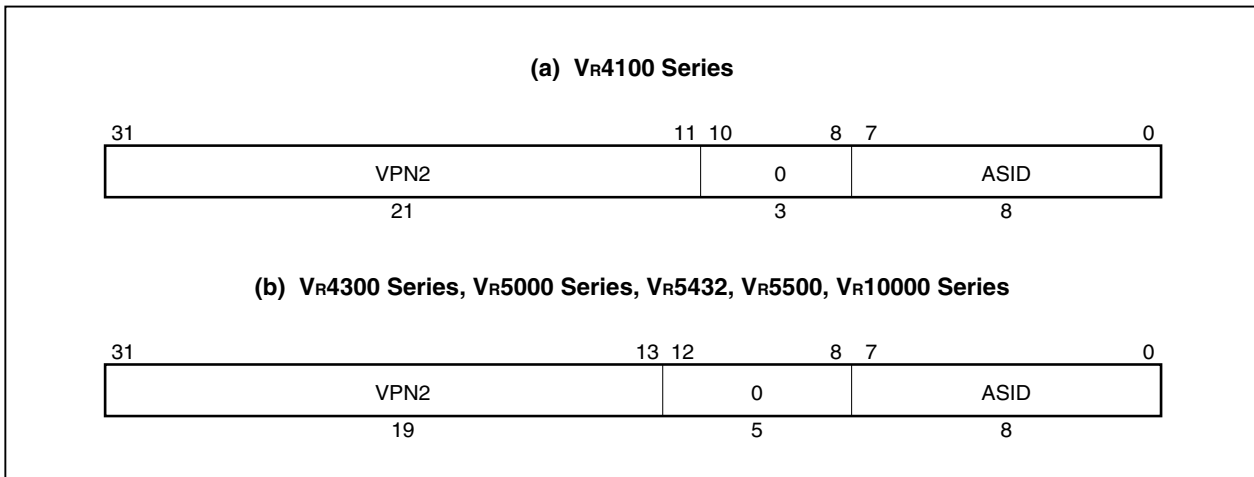 (a) VR4100 Series
31 11 10 8 7 0
VPN2 0 ASID
21 3 8
(b) VR4300 Series, VR5000 Series, VR5432, VR5500, VR10000 Series
31 13 12 8 7 0
VPN2 0 ASID
19 5 8